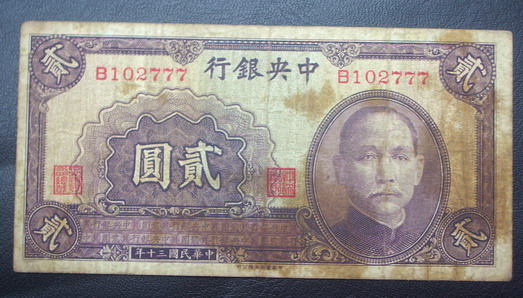 貳 貳
中央銀行
B102777 B102777
貳圓
貳 貳
中華民國三十年